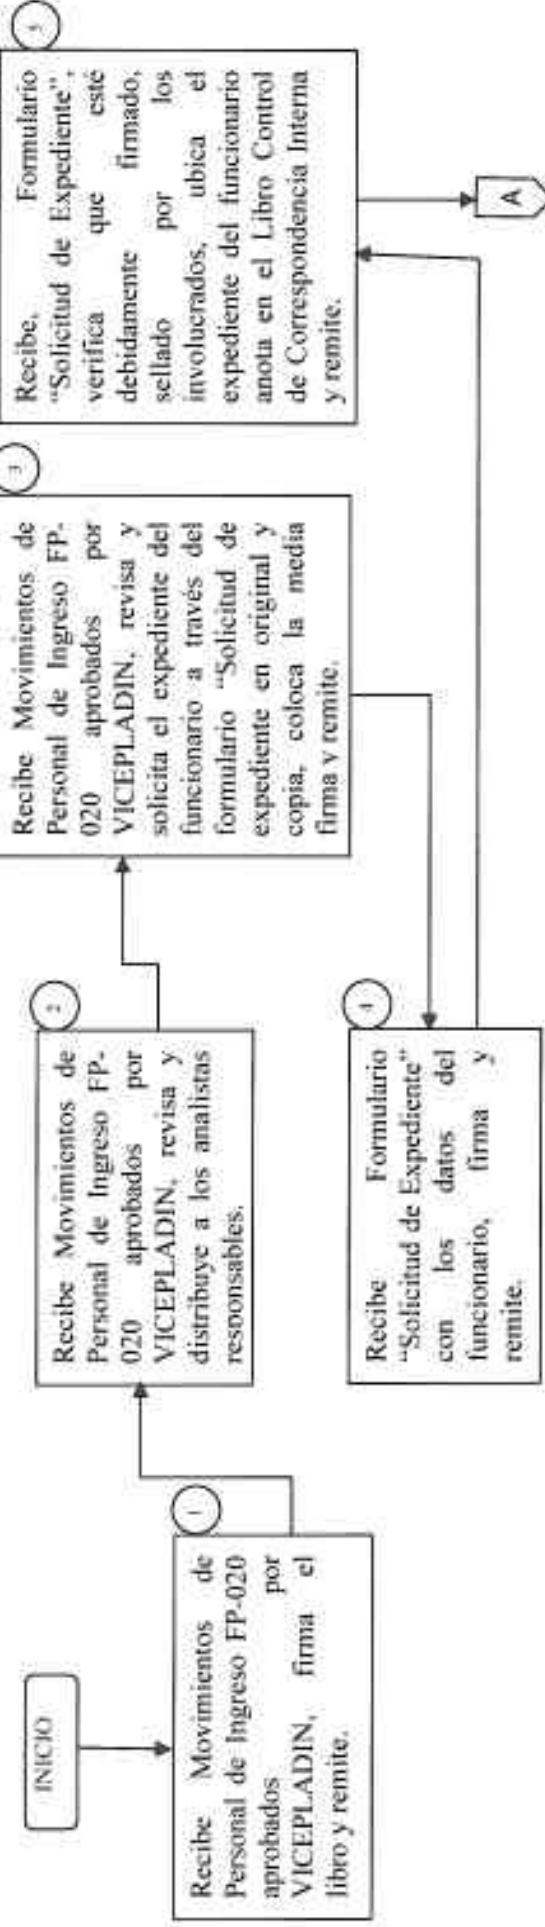 INICIO
1
Recibe Movimientos de
Personal de Ingreso FP-020
aprobados por
VICEPLADIN, firma el
libro y remite.
2
Recibe Movimientos de
Personal de Ingreso FP-
020 aprobados por
VICEPLADIN, revisa y
distribuye a los analistas
responsables.
3
Recibe Movimientos de
Personal de Ingreso FP-
020 aprobados por
VICEPLADIN, revisa y
solicita el expediente del
funcionario a través del
formulario “Solicitud de
expediente en original y
copia, coloca la media
firma y remite.
4
Recibe Formulario
“Solicitud de Expediente”
con los datos del
funcionario, firma y
remite.
5
Recibe, Formulario
“Solicitud de Expediente”,
verifica que esté
debidamente firmado,
sellado por los
involucrados, ubica el
expediente del funcionario
anota en el Libro Control
de Correspondencia Interna
y remite.
A